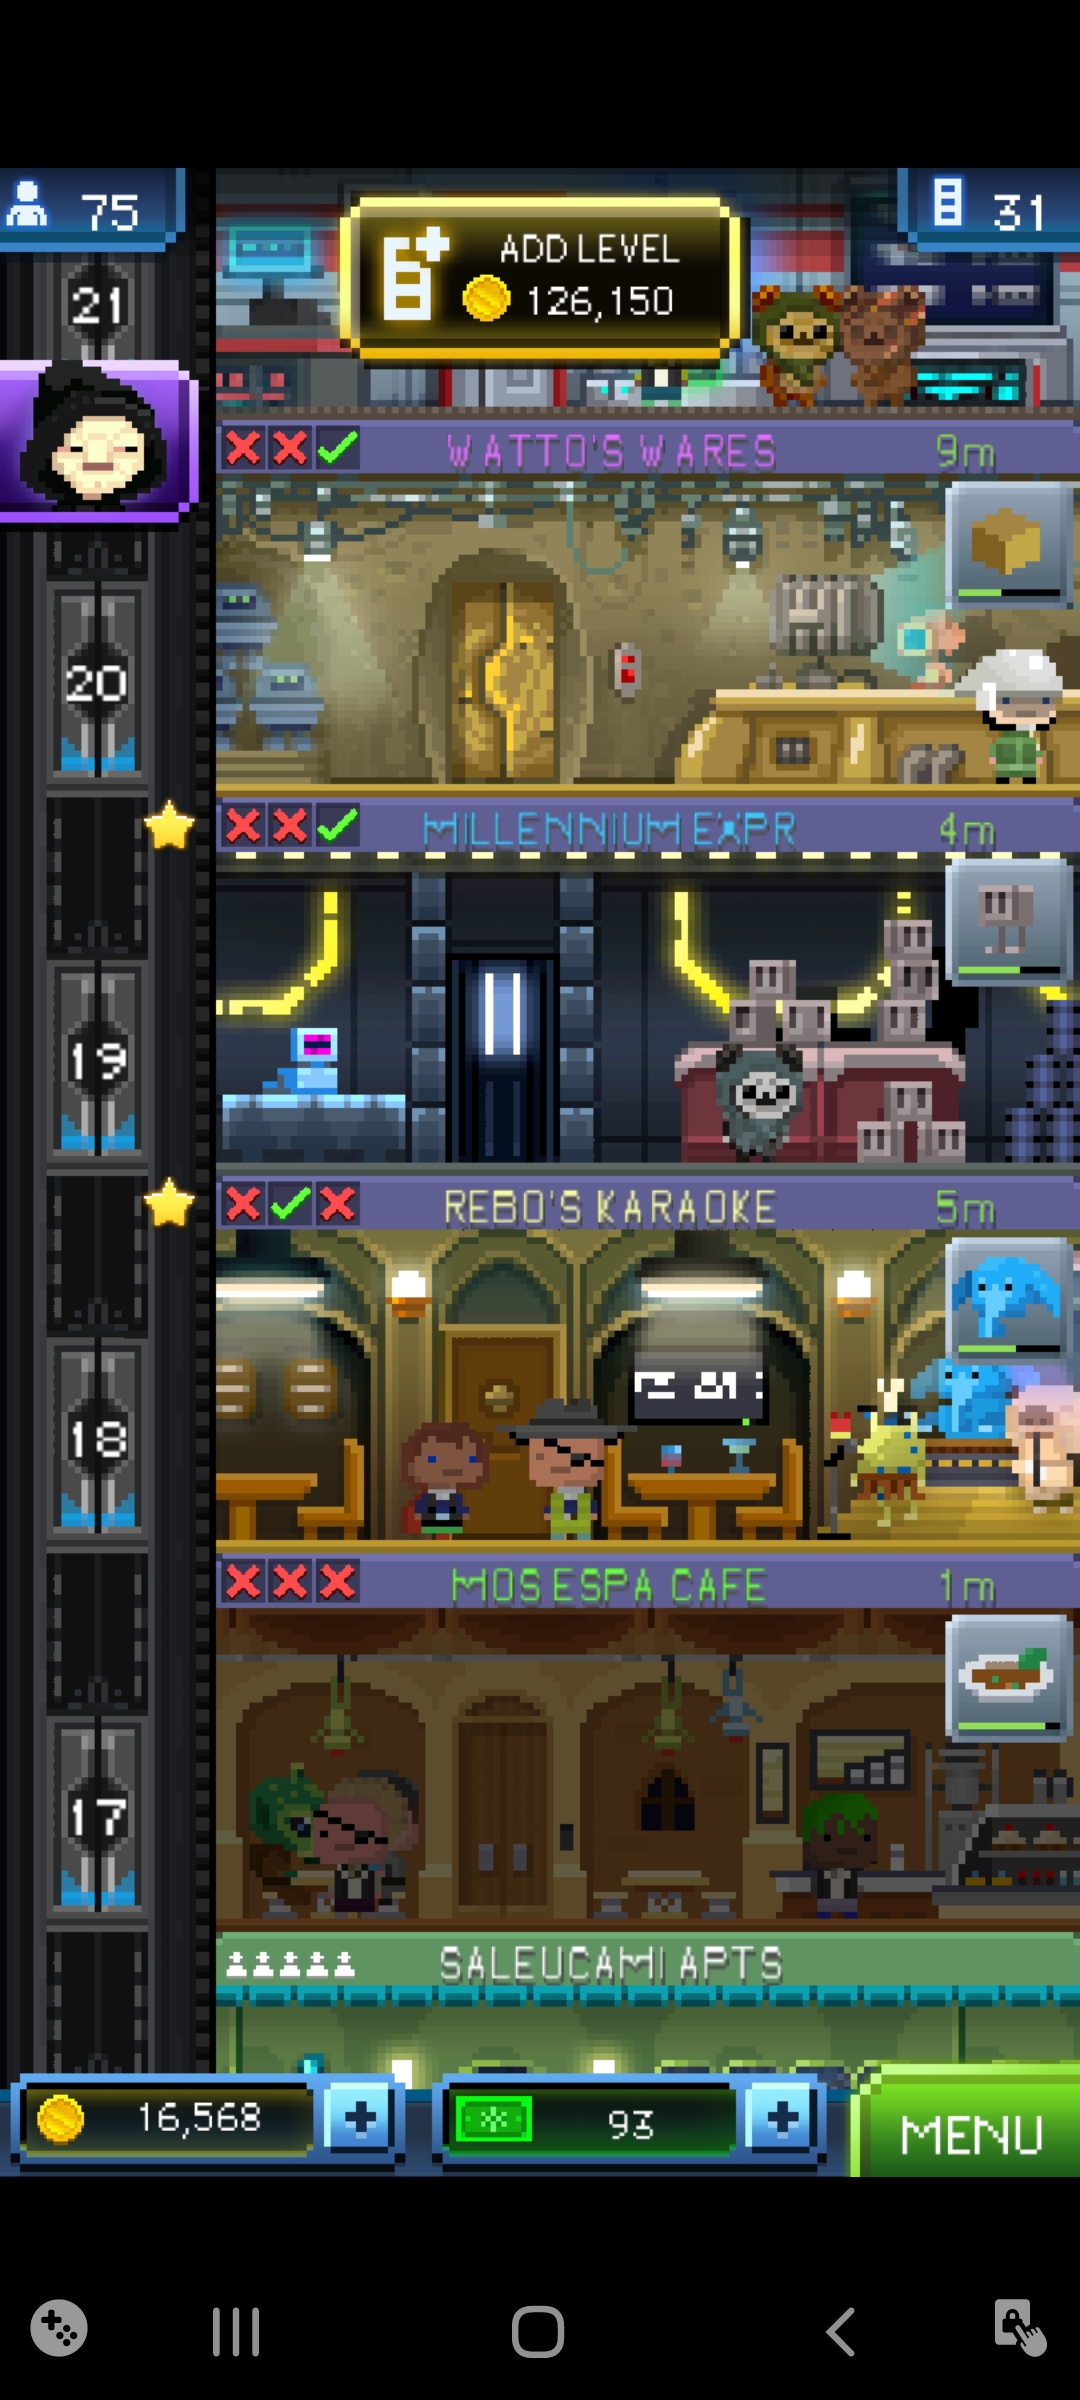 75
ADD LEVEL
126,150
31
21
WATTO'S WARES
9m
20
MILLENNIUM EXPR
4m
19
REBO'S KARAOKE
5m
18
MOS ESPA CAFE
1m
17
SALEUCAMI APTS
16,568
93
MENU